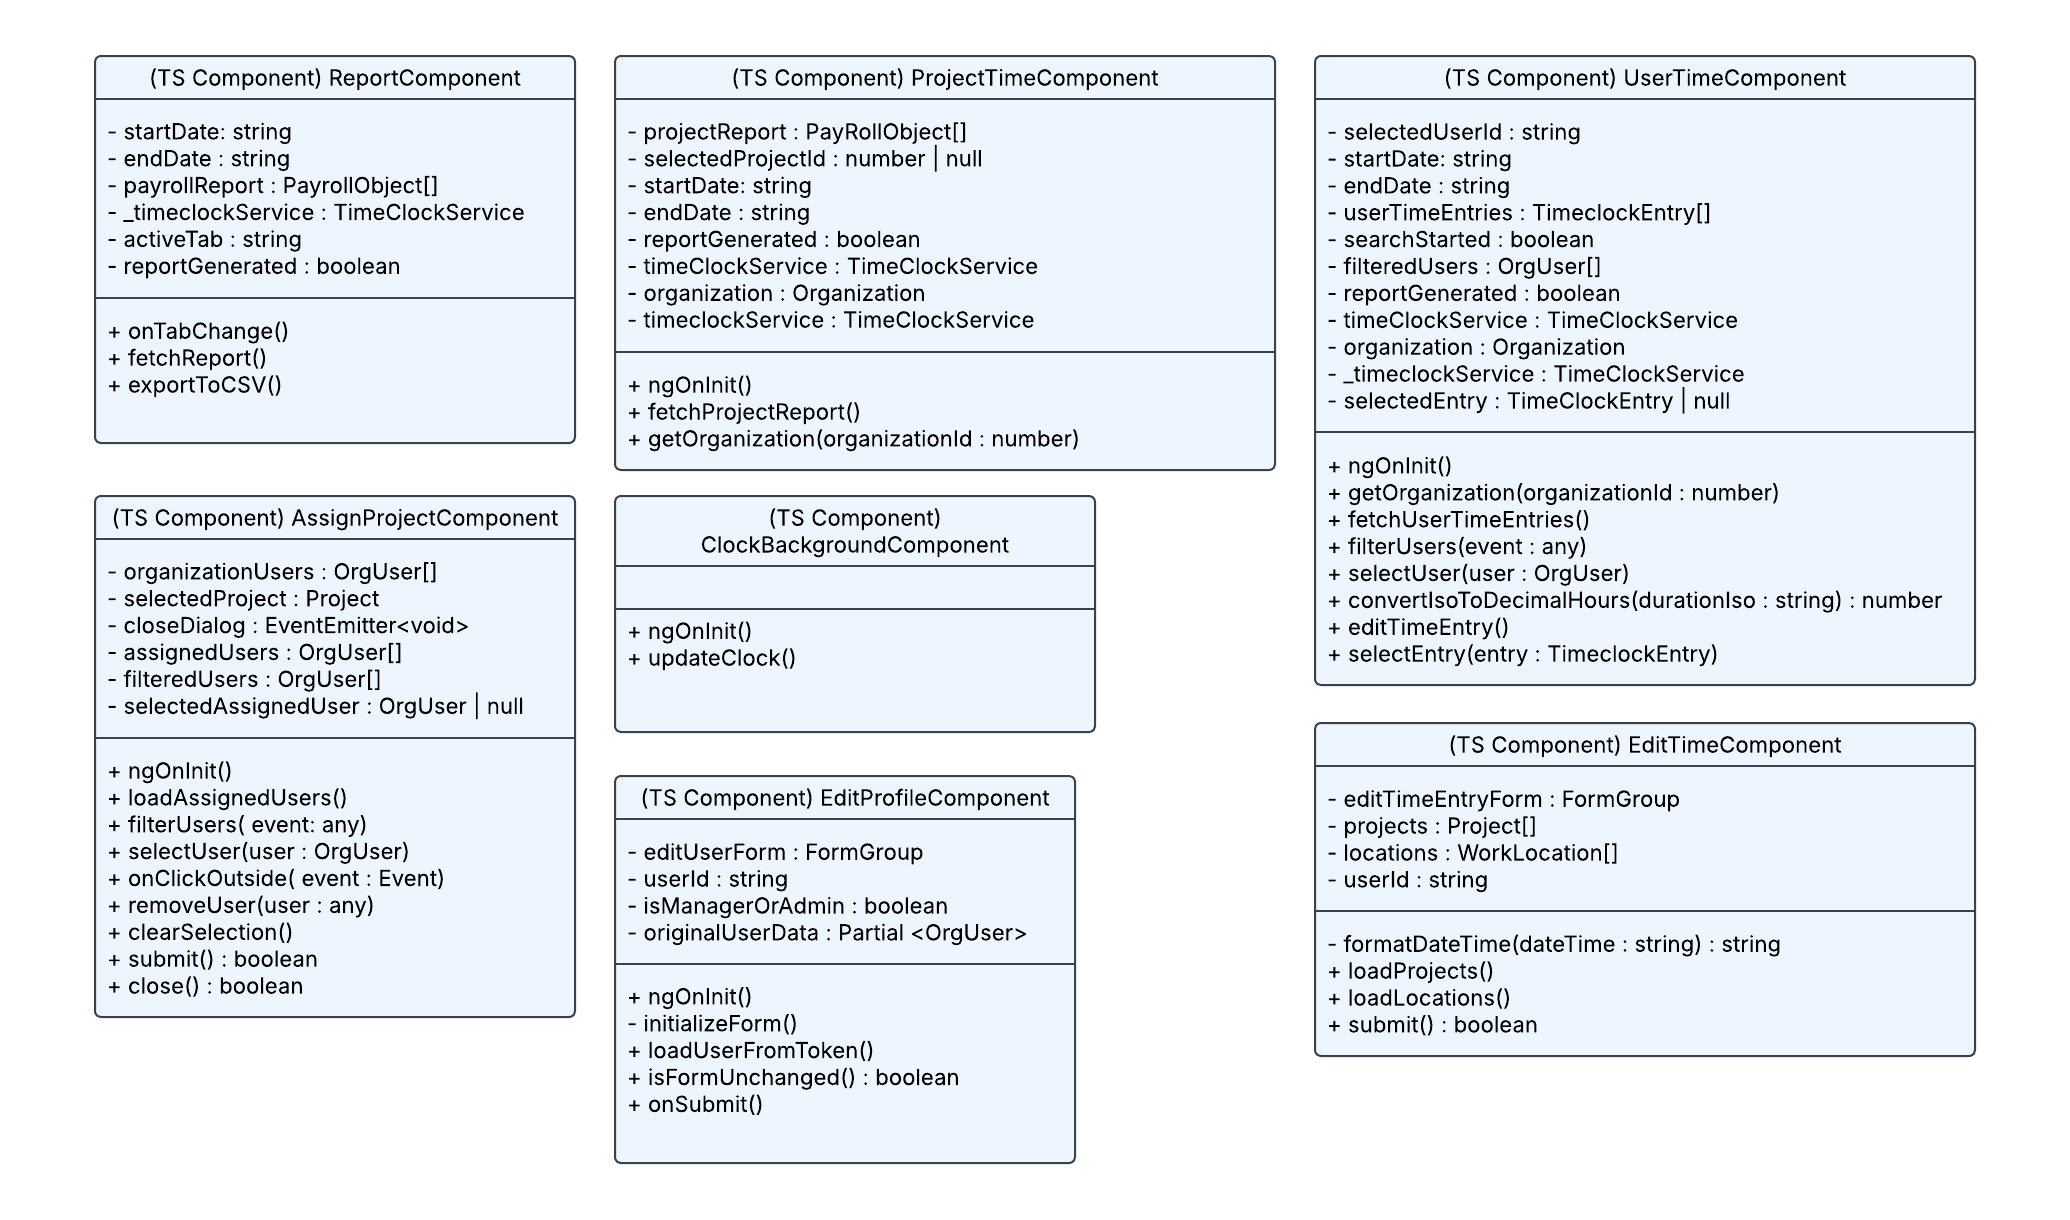 (TS Component) ReportComponent
- startDate: string
- endDate : string
- payrollReport : PayrollObject[]
- _timeclockService : TimeClockService
- activeTab : string
- reportGenerated : boolean
+ onTabChange()
+ fetchReport()
+ exportToCSV()
(TS Component) ProjectTimeComponent
- projectReport : PayRollObject[]
- selectedProjectId : number | null
- startDate: string
- endDate : string
- reportGenerated : boolean
- timeClockService : TimeClockService
- organization : Organization
- timeclockService : TimeClockService
+ ngOnInit()
+ fetchProjectReport()
+ getOrganization(organizationId : number)
(TS Component) UserTimeComponent
- selectedUserId : string
- startDate: string
- endDate : string
- userTimeEntries : TimeclockEntry[]
- searchStarted : boolean
- filteredUsers : OrgUser[]
- reportGenerated : boolean
- timeClockService : TimeClockService
- organization : Organization
- _timeclockService : TimeClockService
- selectedEntry : TimeClockEntry | null
+ ngOnInit()
+ getOrganization(organizationId : number)
+ fetchUserTimeEntries()
+ filterUsers(event : any)
+ selectUser(user : OrgUser)
+ convertIsoToDecimalHours(durationIso : string) : number
+ editTimeEntry()
+ selectEntry(entry : TimeclockEntry)
(TS Component) AssignProjectComponent
- organizationUsers : OrgUser[]
- selectedProject : Project
- closeDialog : EventEmitter<void>
- assignedUsers : OrgUser[]
- filteredUsers : OrgUser[]
- selectedAssignedUser : OrgUser | null
+ ngOnInit()
+ loadAssignedUsers()
+ filterUsers( event: any)
+ selectUser(user : OrgUser)
+ onClickOutside( event : Event)
+ removeUser(user : any)
+ clearSelection()
+ submit() : boolean
+ close() : boolean
(TS Component)
ClockBackgroundComponent
+ ngOnInit()
+ updateClock()
(TS Component) EditProfileComponent
- editUserForm : FormGroup
- userId : string
- isManagerOrAdmin : boolean
- originalUserData : Partial <OrgUser>
+ ngOnInit()
- initializeForm()
+ loadUserFromToken()
+ isFormUnchanged() : boolean
+ onSubmit()
(TS Component) EditTimeComponent
- editTimeEntryForm : FormGroup
- projects : Project[]
- locations : WorkLocation[]
- userId : string
- formatDateTime(dateTime : string) : string
+ loadProjects()
+ loadLocations()
+ submit() : boolean